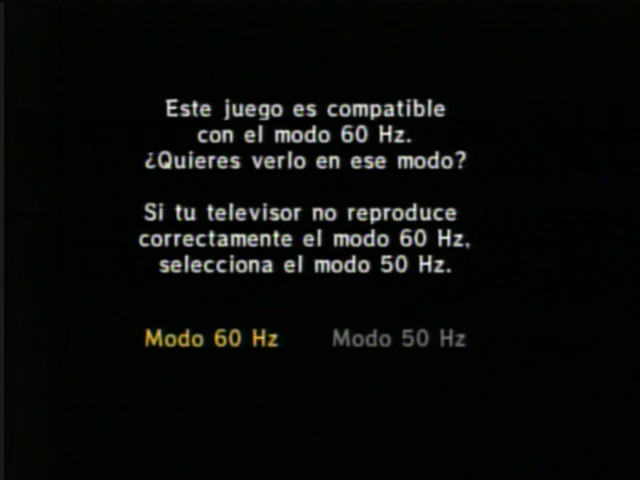 Este juego es compatible
con el modo 60 Hz.
¿Quieres verlo en ese modo?
Si tu televisor no reproduce
correctamente el modo 60 Hz,
selecciona el modo 50 Hz.
Modo 60 Hz Modo 50 Hz